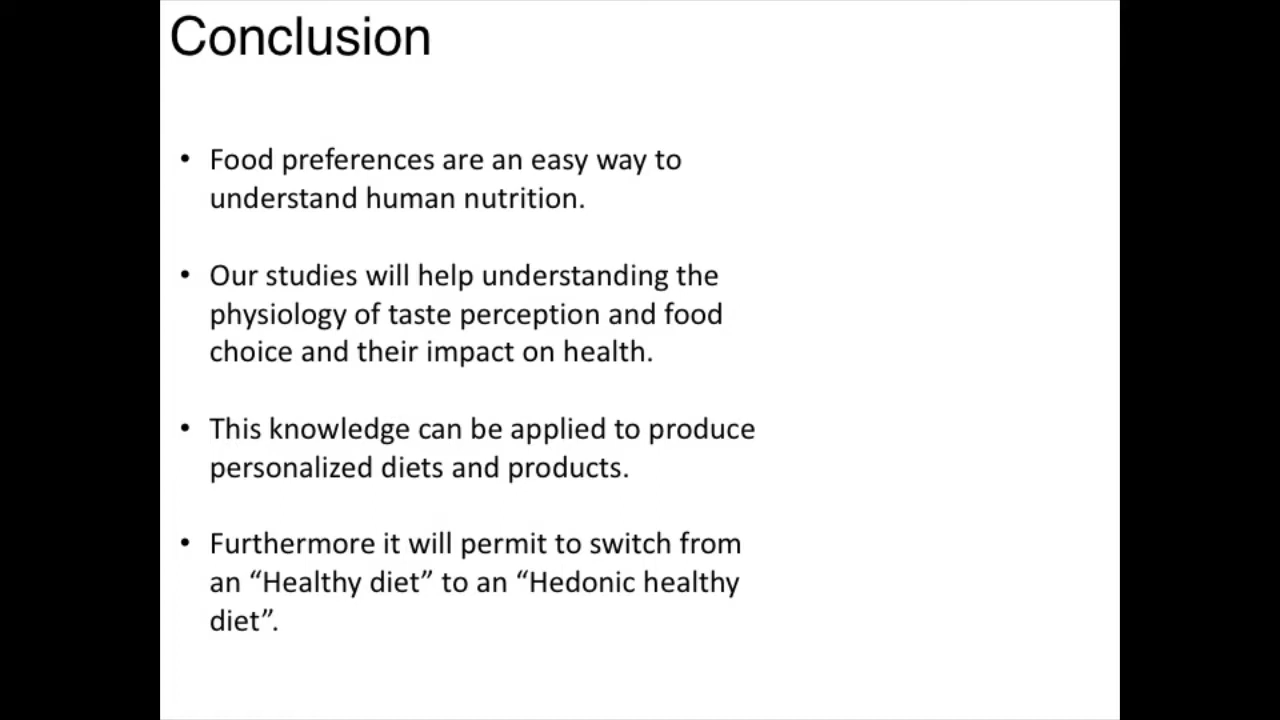 Conclusion
• Food preferences are an easy way to
understand human nutrition.
• Our studies will help understanding the
physiology of taste perception and food
choice and their impact on health.
• This knowledge can be applied to produce
personalized diets and products.
• Furthermore it will permit to switch from
an “Healthy diet” to an “Hedonic healthy
diet”.